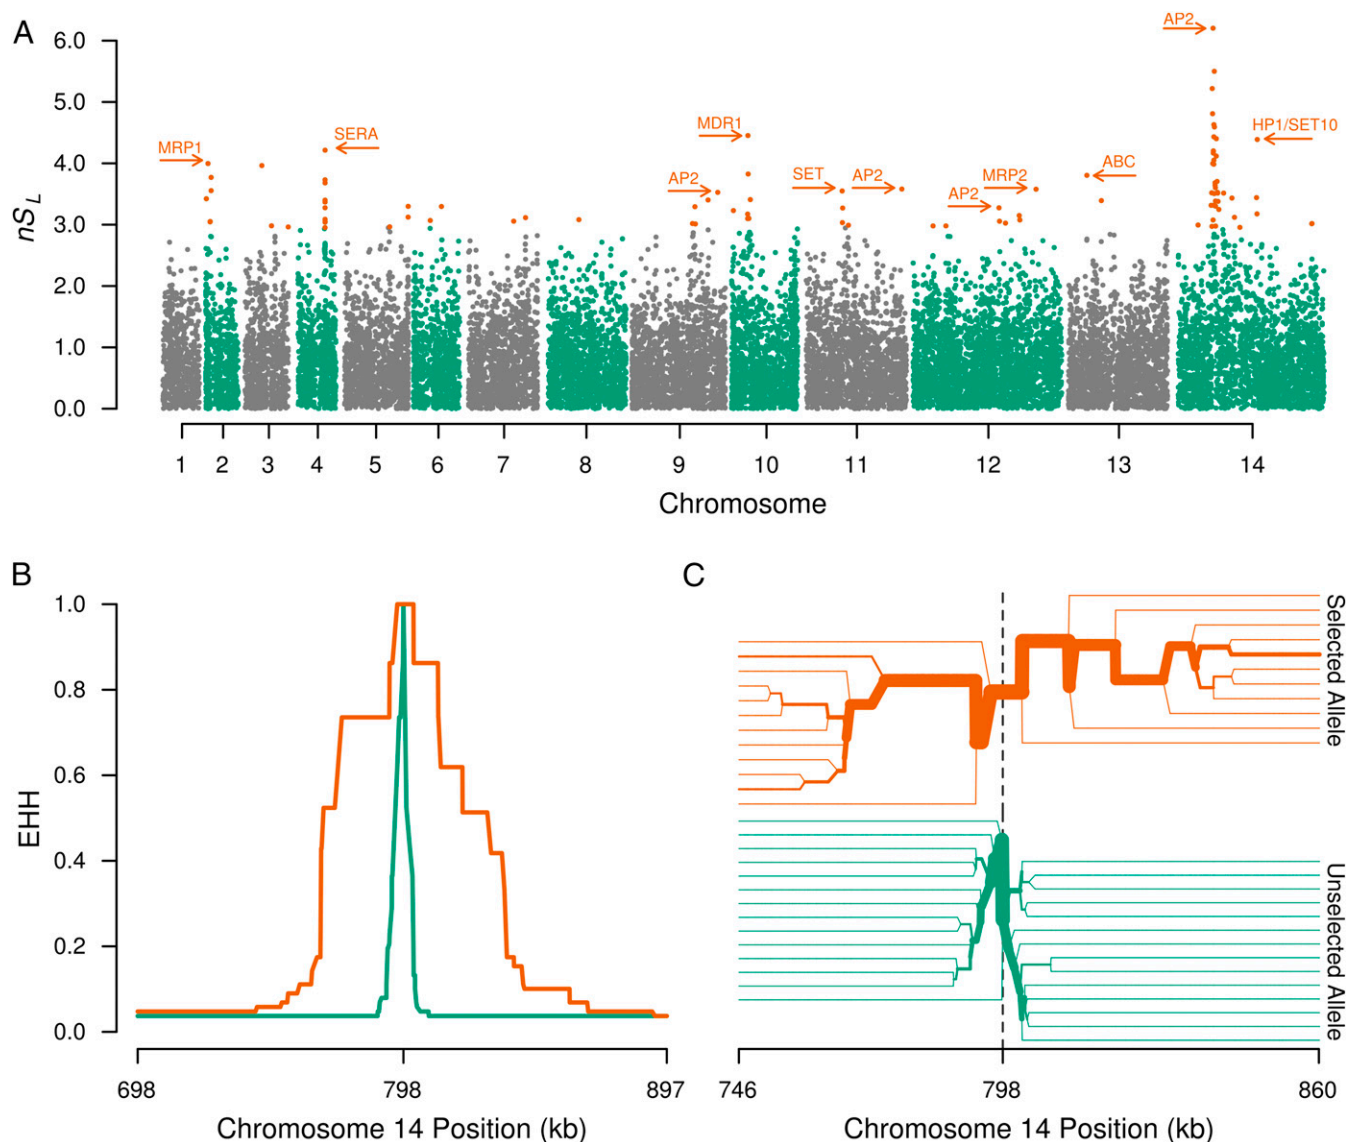 A
6.0
5.0
4.0
3.0
2.0
1.0
0.0
nSL
MRP1
SERA
AP2
MDR1
SET
AP2
AP2
MRP2
ABC
AP2
HP1/SET10
1 2 3 4 5 6 7 8 9 10 11 12 13 14
Chromosome
B
1.0
0.8
0.6
0.4
0.2
0.0
EHH
698 798 897
Chromosome 14 Position (kb)
C
Selected Allele
Unselected Allele
746 798 860
Chromosome 14 Position (kb)